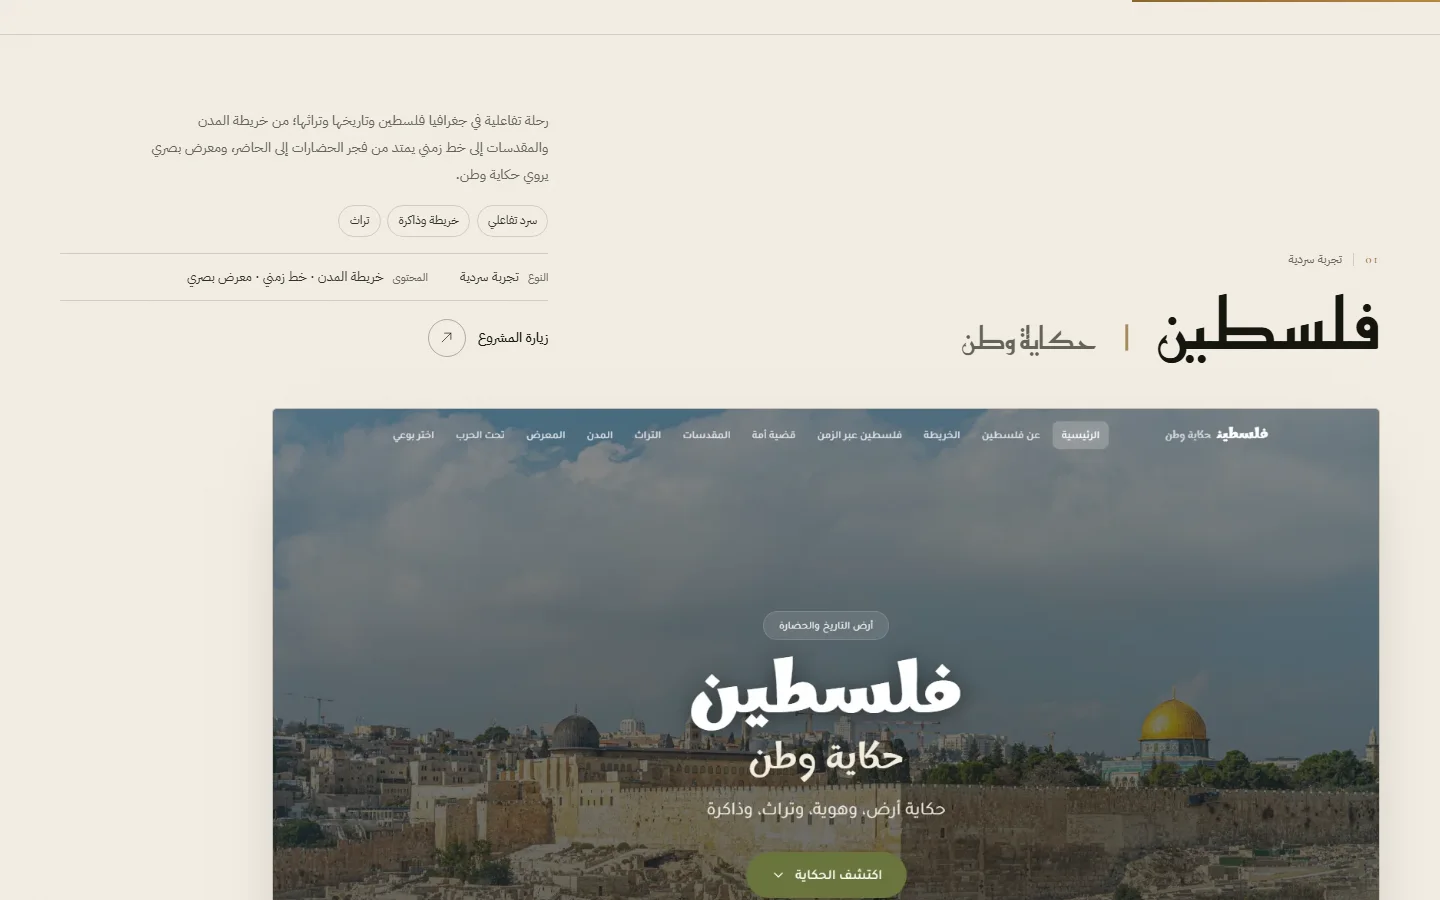 01 | تجربة سردية
فلسطين | حكاية وطن
رحلة تفاعلية في جغرافيا فلسطين وتاريخها وتراثها؛ من خريطة المدن
والمقدسات إلى خط زمني يمتد من فجر الحضارات إلى الحاضر، ومعرض بصري
يروي حكاية وطن.
سرد تفاعلي خريطة وذاكرة تراث
النوع تجربة سردية المحتوى خريطة المدن · خط زمني · معرض بصري
زيارة المشروع
فلسطين حكاية وطن الرئيسية عن فلسطين الخريطة فلسطين عبر الزمن قضية أمة المقدسات التراث المدن المعرض تحت الحرب اختبر بوعي
أرض التاريخ والحضارة
فلسطين
حكاية وطن
حكاية أرض، وهوية، وتراث، وذاكرة
اكتشف الحكاية